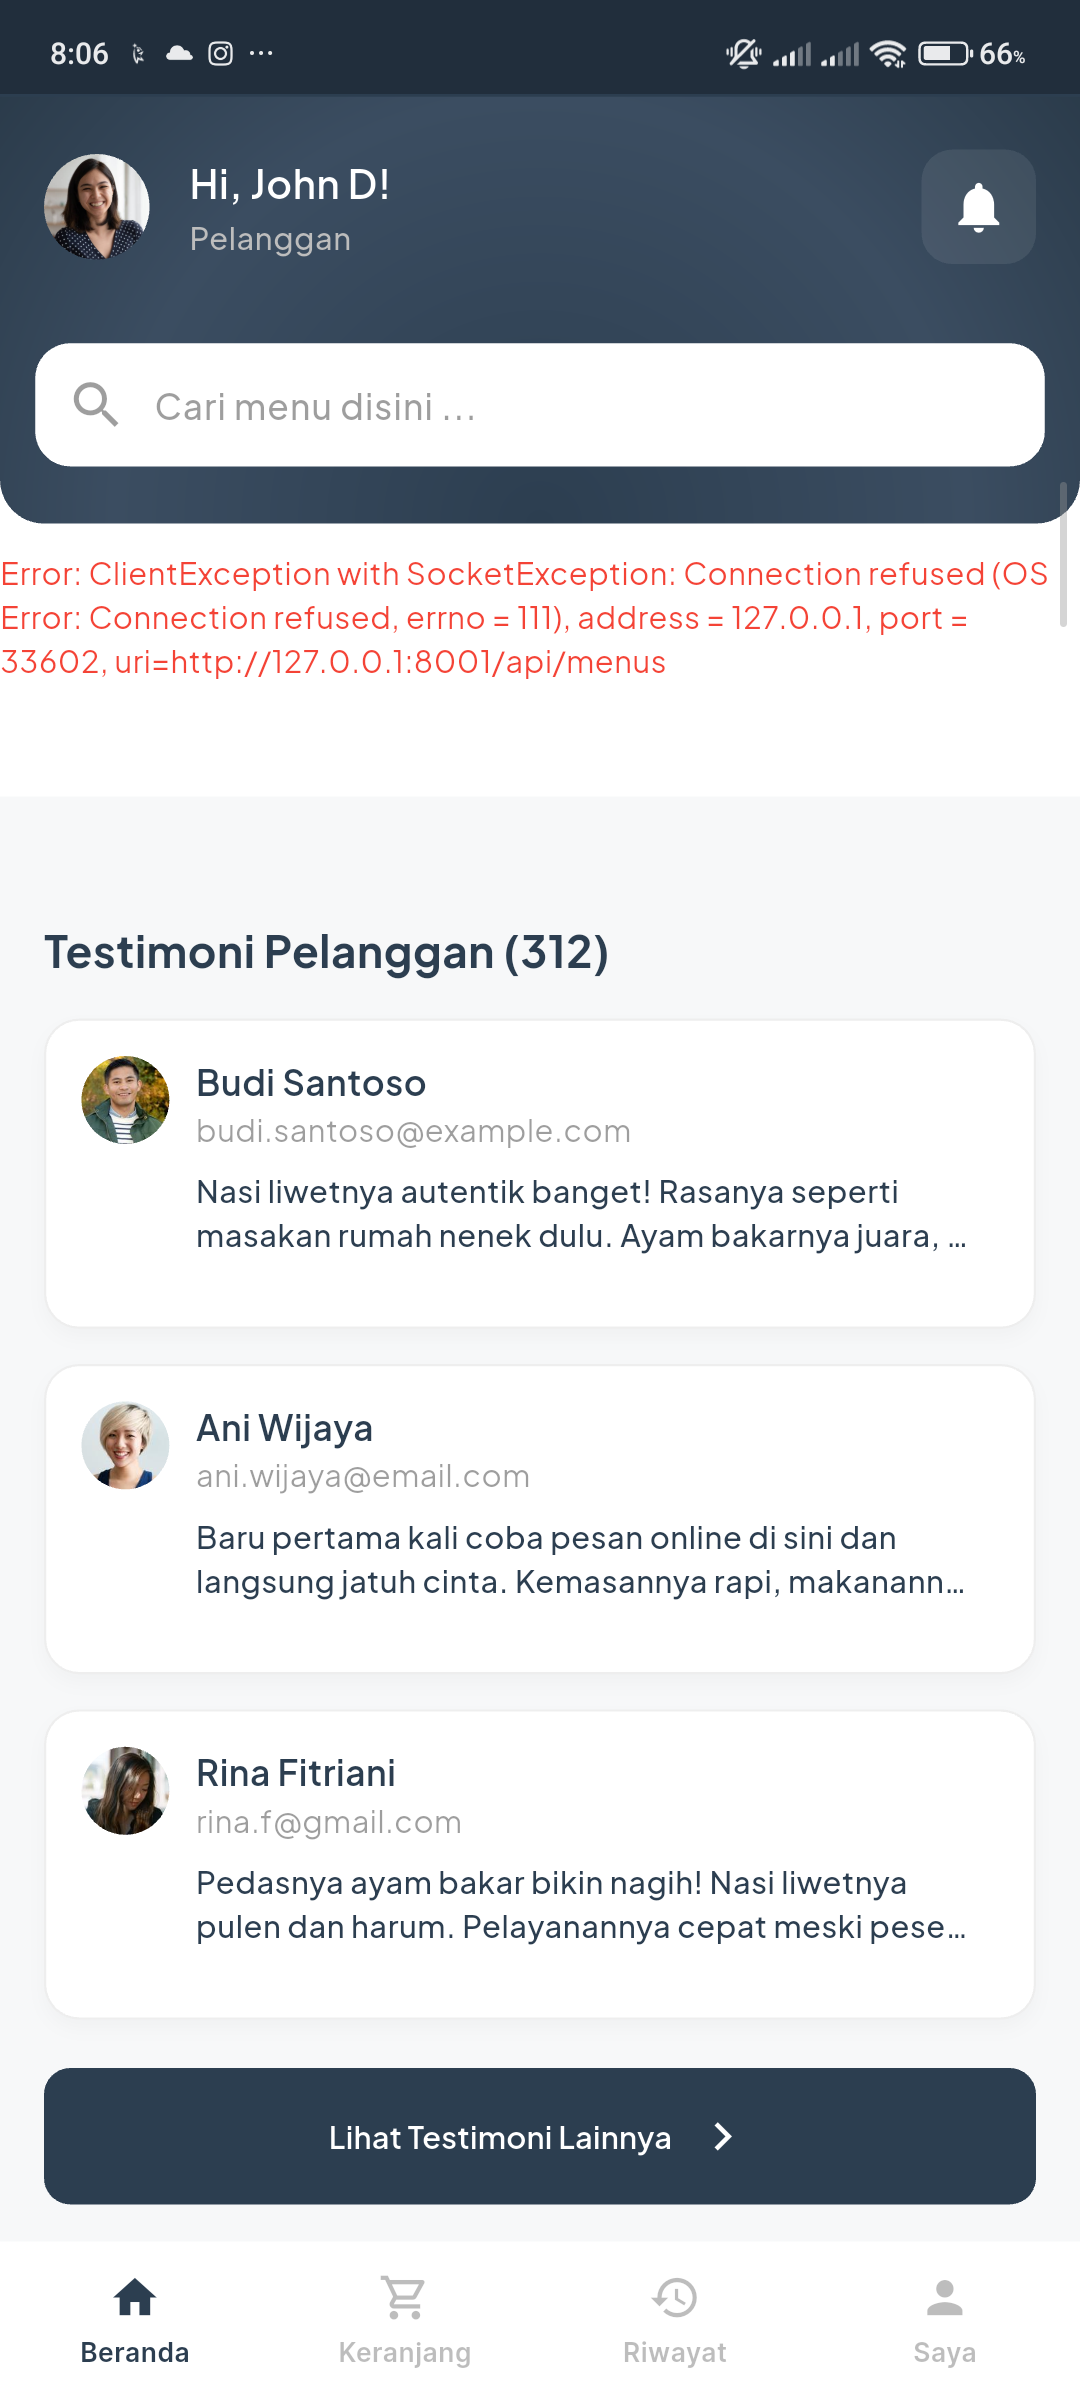 8:06
66%
Hi, John D!
Pelanggan
Cari menu disini ...
Error: ClientException with SocketException: Connection refused (OS
Error: Connection refused, errno = 111), address = 127.0.0.1, port =
33602, uri=http://127.0.0.1:8001/api/menus
Testimoni Pelanggan (312)
Budi Santoso
budi.santoso@example.com
Nasi liwetnya autentik banget! Rasanya seperti
masakan rumah nenek dulu. Ayam bakarnya juara, ...
Ani Wijaya
ani.wijaya@email.com
Baru pertama kali coba pesan online di sini dan
langsung jatuh cinta. Kemasannya rapi, makanann...
Rina Fitriani
rina.f@gmail.com
Pedasnya ayam bakar bikin nagih! Nasi liwetnya
pulen dan harum. Pelayanannya cepat meski pese...
Lihat Testimoni Lainnya
Beranda
Keranjang
Riwayat
Saya